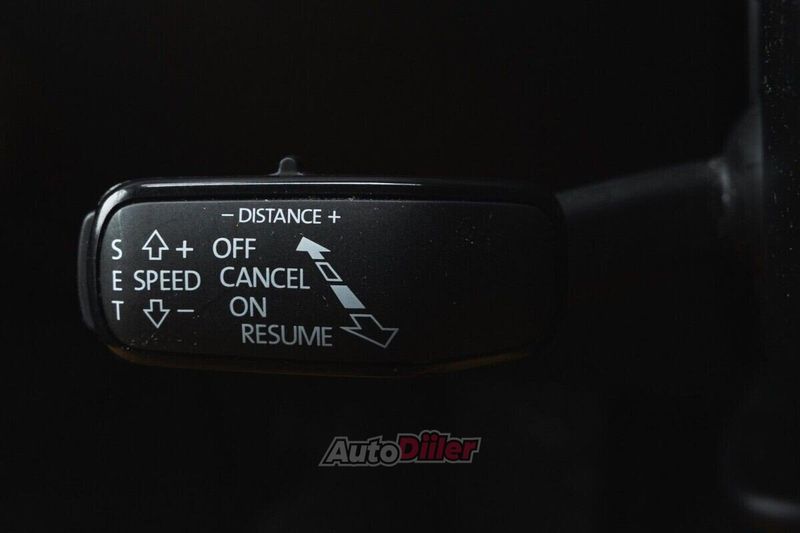 - DISTANCE +
S + OFF
E SPEED CANCEL
T - ON
RESUME
AutoDiiler